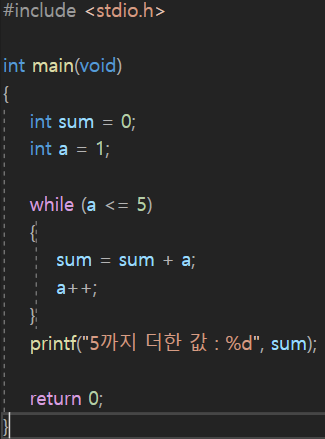 #include <stdio.h>
int main(void)
{
int sum = 0;
int a = 1;
while (a <= 5)
{
sum = sum + a;
a++;
}
printf("5까지 더한 값 : %d", sum);
return 0;
}